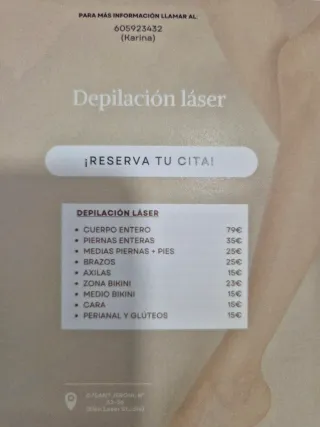 PARA MÁS INFORMACIÓN LLAMAR AL:
605923432
(Karina)
Depilación láser
¡RESERVA TU CITA!
DEPILACIÓN LÁSER
• CUERPO ENTERO 79€
• PIERNAS ENTERAS 35€
• MEDIAS PIERNAS + PIES 25€
• BRAZOS 25€
• AXILAS 15€
• ZONA BIKINI 23€
• MEDIO BIKINI 15€
• CARA 15€
• PERIANAL Y GLÚTEOS 15€